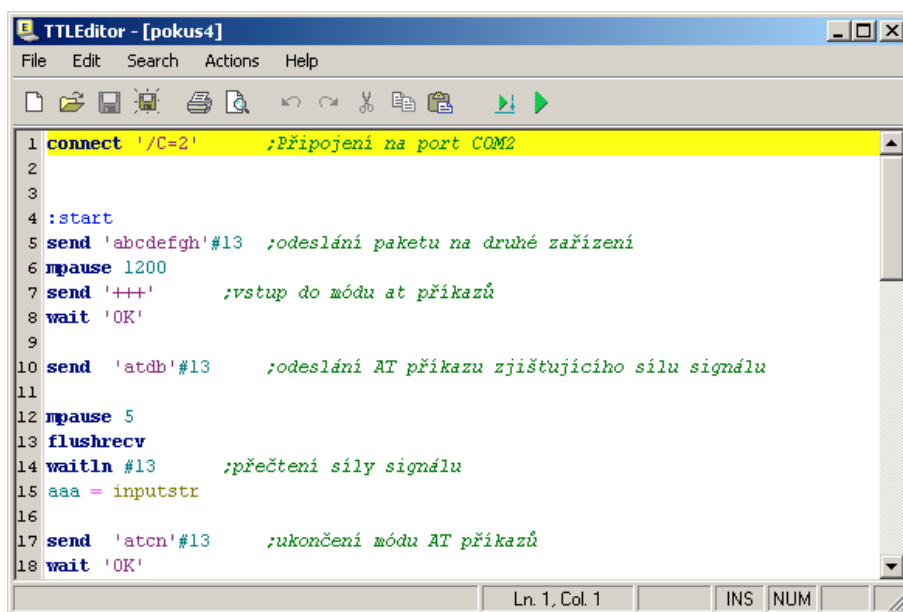 TTLEditor - [pokus4]
File Edit Search Actions Help
1 connect '/C=2' ;Připojení na port COM2
2
3
4 :start
5 send 'abcdefgh'#13 ;odeslání paketu na druhé zařízení
6 mpause 1200
7 send '+++' ;vstup do módu at příkazů
8 wait 'OK'
9
10 send 'atdb'#13 ;odeslání AT příkazu zjišťujícího sílu signálu
11
12 mpause 5
13 flushrecv
14 waitln #13 ;přečtení síly signálu
15 aaa = inputstr
16
17 send 'atcn'#13 ;ukončení módu AT příkazů
18 wait 'OK'
Ln. 1, Col. 1 INS NUM